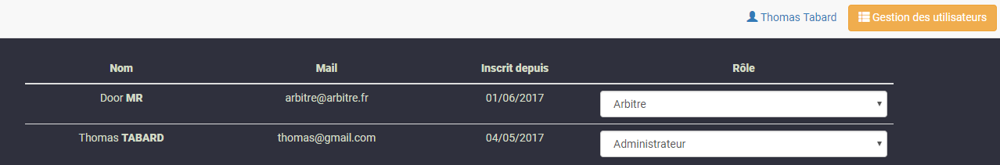 Thomas Tabard Gestion des utilisateurs
Nom Mail Inscrit depuis Rôle
Door MR arbitre@arbitre.fr 01/06/2017 Arbitre
Thomas TABARD thomas@gmail.com 04/05/2017 Administrateur